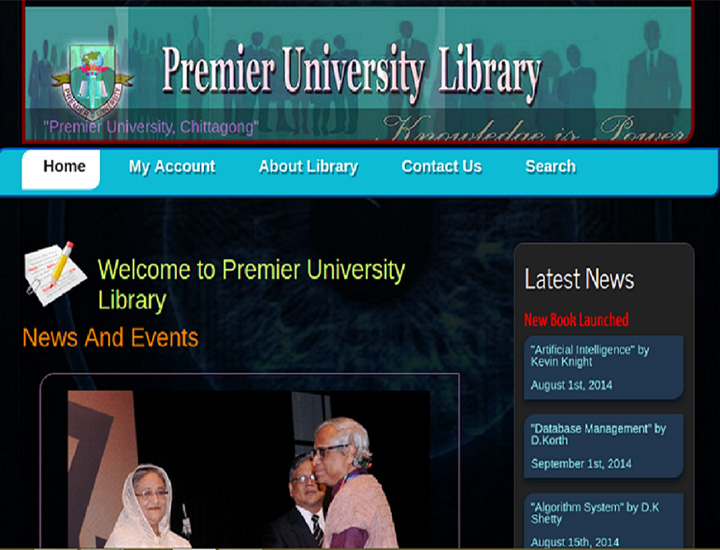 Premier University Library
PREMIER UNIVERSITY
"Premier University, Chittagong"
Knowledge is Power
Home My Account About Library Contact Us Search
Welcome to Premier University
Library
News And Events
Latest News
New Book Launched
"Artificial Intelligence" by
Kevin Knight
August 1st, 2014
"Database Management" by
D.Korth
September 1st, 2014
"Algorithm System" by D.K
Shetty
August 15th, 2014